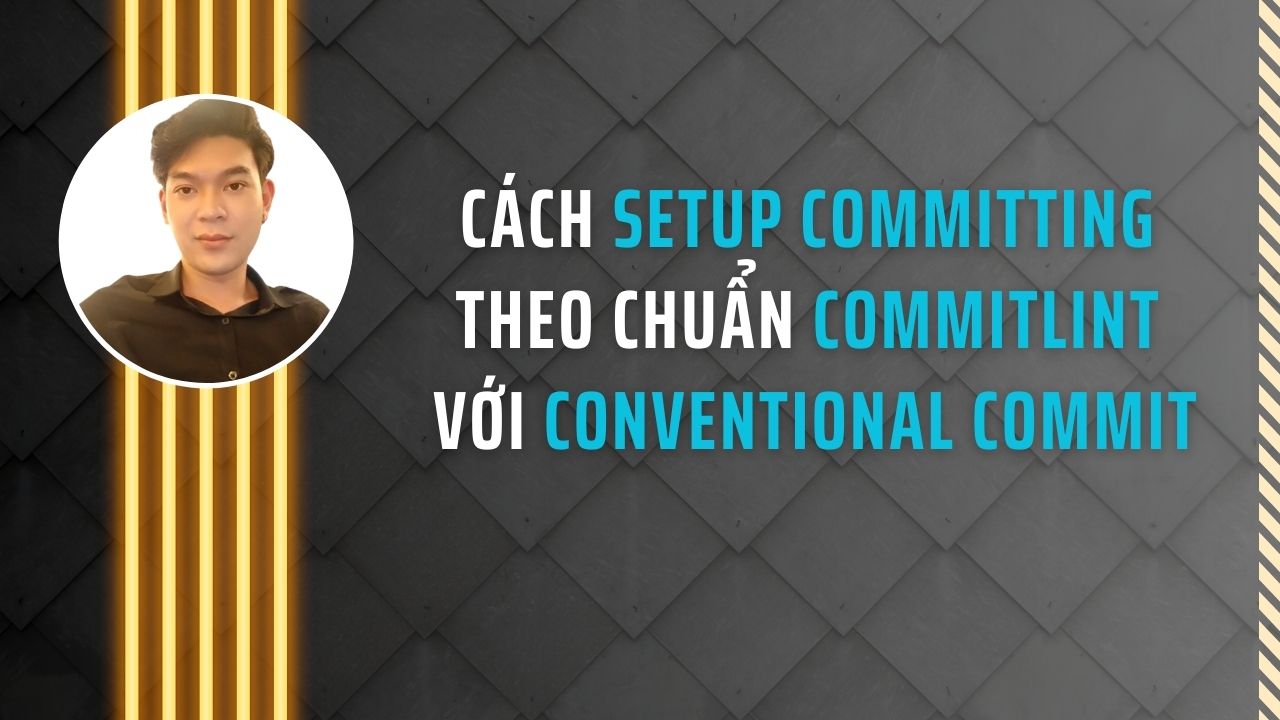 CÁCH SETUP COMMITTING
THEO CHUẨN COMMITLINT
VỚI CONVENTIONAL COMMIT